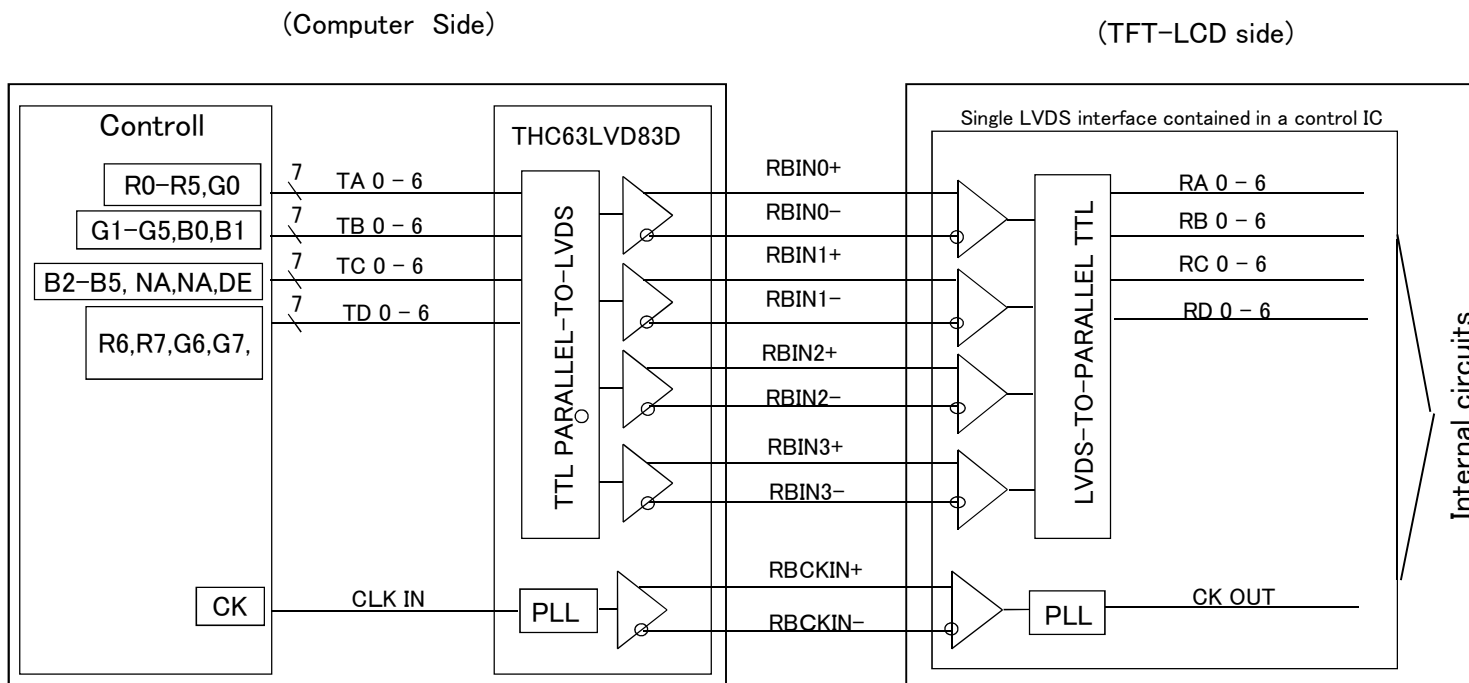 (Computer Side)
(TFT-LCD side)
Controll
THC63LVD83D
Single LVDS interface contained in a control IC
R0-R5,G0
7
TA 0 - 6
RBIN0+
RA 0 - 6
G1-G5,B0,B1
7
TB 0 - 6
RBIN0-
RB 0 - 6
B2-B5, NA,NA,DE
7
TC 0 - 6
RBIN1+
RC 0 - 6
R6,R7,G6,G7,
7
TD 0 - 6
RBIN1-
RD 0 - 6
RBIN2+
RBIN2-
RBIN3+
RBIN3-
TTL PARALLEL-TO-LVDS
LVDS-TO-PARALLEL TTL
Internal circuits
CK
CLK IN
PLL
RBCKIN+
RBCKIN-
PLL
CK OUT